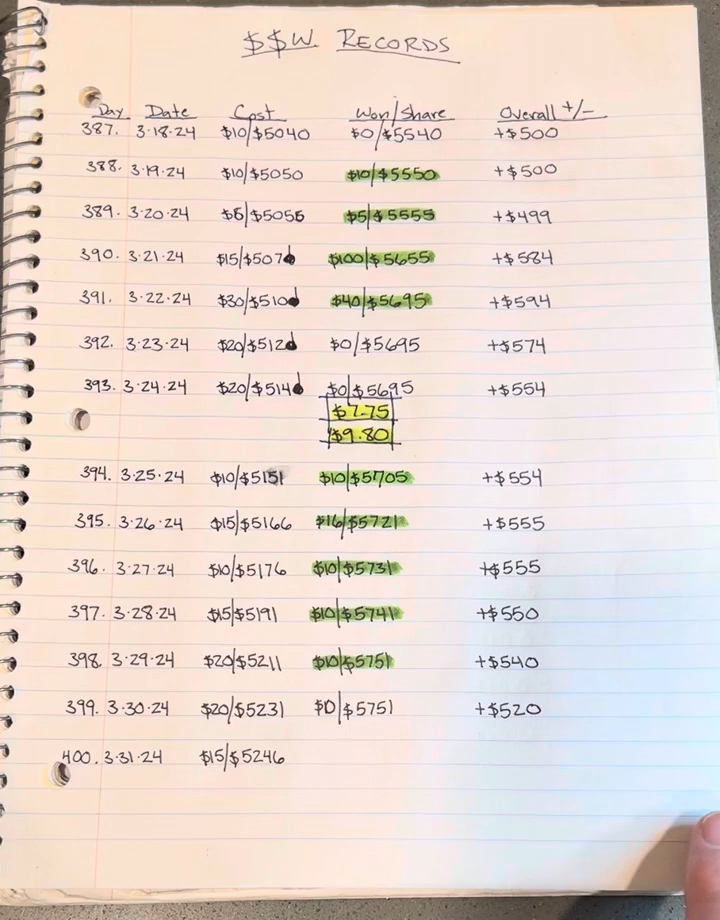 $$W RECORDS
Day Date Cost Won/Share Overall +/-
387. 3·18·24 $10/$5040 $0/$5540 +$500
388. 3·19·24 $10/$5050 $10/$5550 +$500
389. 3·20·24 $5/$5056 $5/$5555 +$499
390. 3·21·24 $15/$507 $100/$5655 +$584
391. 3·22·24 $30/$510 $40/$5695 +$594
392. 3·23·24 $20/$512 $0/$5695 +$574
393. 3·24·24 $20/$514 $0/$5695 +$554
$7.75
$9.80
394. 3·25·24 $10/$5151 $10/$5705 +$554
395. 3·26·24 $15/$5166 $16/$5721 +$555
396. 3·27·24 $10/$5176 $10/$5731 +$555
397. 3·28·24 $15/$5191 $10/$5741 +$550
398. 3·29·24 $20/$5211 $10/$5751 +$540
399. 3·30·24 $20/$5231 $0/$5751 +$520
400. 3·31·24 $15/$5246